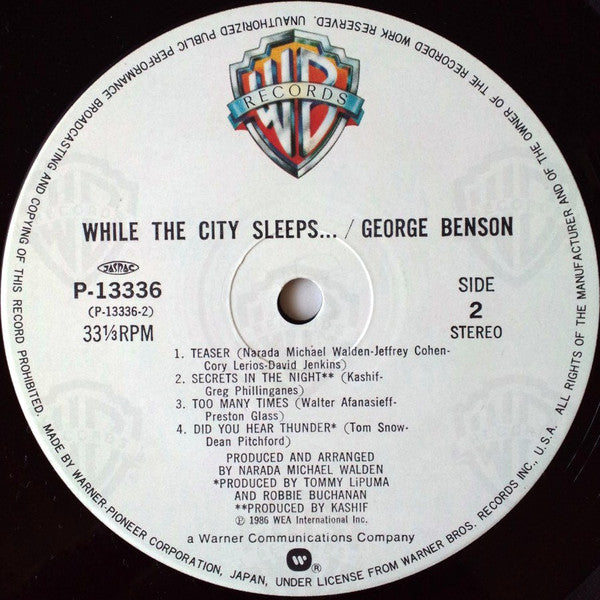 UNAUTHORIZED PUBLIC PERFORMANCE BROADCASTING AND COPYING OF THIS RECORD PROHIBITED.
ALL RIGHTS OF THE MANUFACTURER AND OF THE OWNER OF THE RECORDED WORK RESERVED.
WB
RECORDS
WHILE THE CITY SLEEPS... / GEORGE BENSON
JASRAC
P-13336
(P-13336-2)
33⅓RPM
SIDE
2
STEREO
1. TEASER (Narada Michael Walden-Jeffrey Cohen-
Cory Lerios-David Jenkins)
2. SECRETS IN THE NIGHT** (Kashif-
Greg Phillinganes)
3. TOO MANY TIMES (Walter Afanasieff-
Preston Glass)
4. DID YOU HEAR THUNDER* (Tom Snow-
Dean Pitchford)
PRODUCED AND ARRANGED
BY NARADA MICHAEL WALDEN
*PRODUCED BY TOMMY LiPUMA
AND ROBBIE BUCHANAN
**PRODUCED BY KASHIF
℗ 1986 WEA International Inc.
a Warner Communications Company
W ®
MADE BY WARNER-PIONEER CORPORATION, JAPAN, UNDER LICENSE FROM WARNER BROS. RECORDS INC., U.S.A.